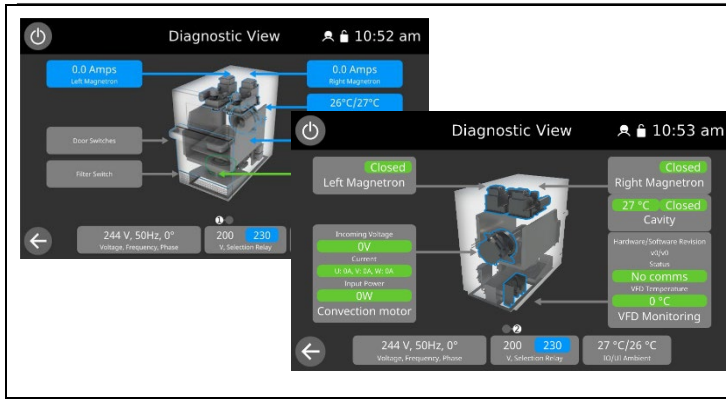 Diagnostic View
10:52 am
0.0 Amps
Left Magnetron
0.0 Amps
Right Magnetron
26°C/27°C
Door Switches
Filter Switch
1
244 V, 50Hz, 0°
Voltage, Frequency, Phase
200 230
V, Selection Relay
Diagnostic View
10:53 am
Closed
Left Magnetron
Closed
Right Magnetron
27 °C Closed
Cavity
Incoming Voltage
0V
Current
U: 0A, V: 0A, W: 0A
Input Power
0W
Convection motor
Hardware/Software Revision
v0/v0
Status
No comms
VFD Temperature
0 °C
VFD Monitoring
2
244 V, 50Hz, 0°
Voltage, Frequency, Phase
200 230
V, Selection Relay
27 °C/26 °C
IO/UI Ambient